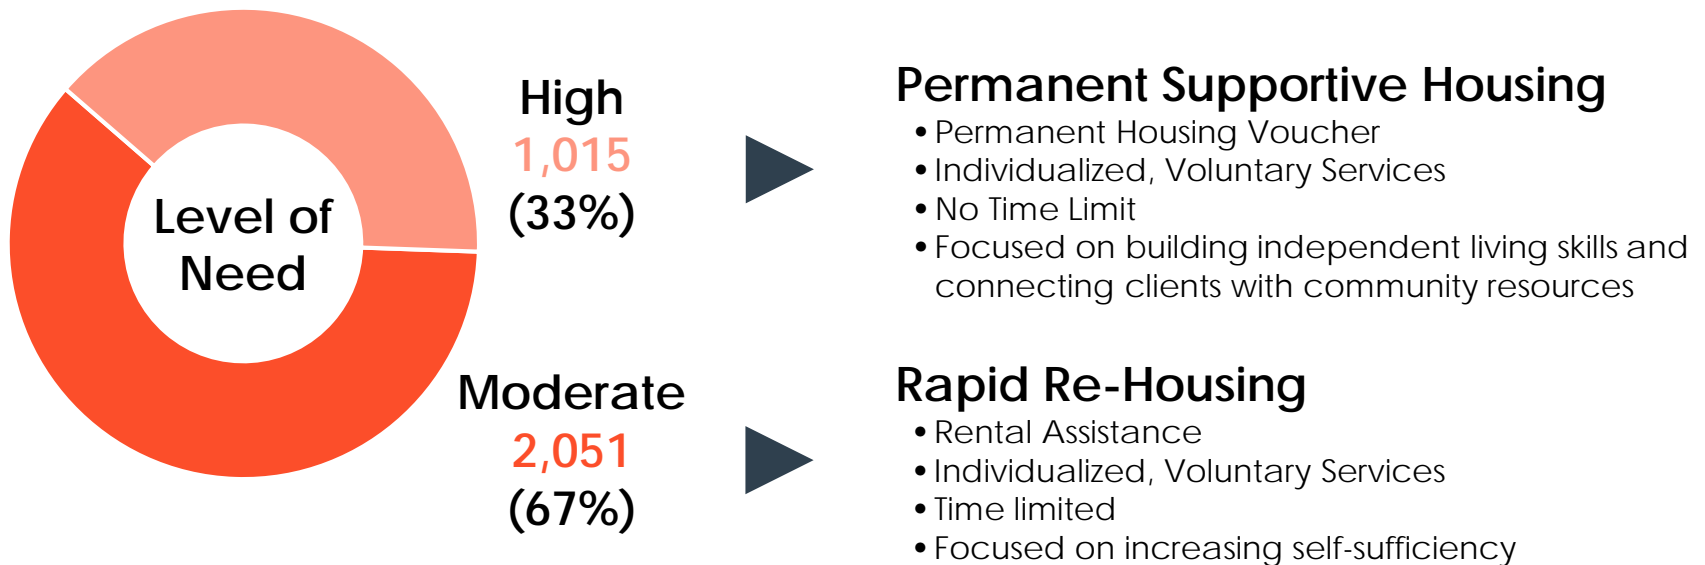 Level of
Need
High
1,015
(33%)
Permanent Supportive Housing
• Permanent Housing Voucher
• Individualized, Voluntary Services
• No Time Limit
• Focused on building independent living skills and
connecting clients with community resources
Moderate
2,051
(67%)
Rapid Re-Housing
• Rental Assistance
• Individualized, Voluntary Services
• Time limited
• Focused on increasing self-sufficiency